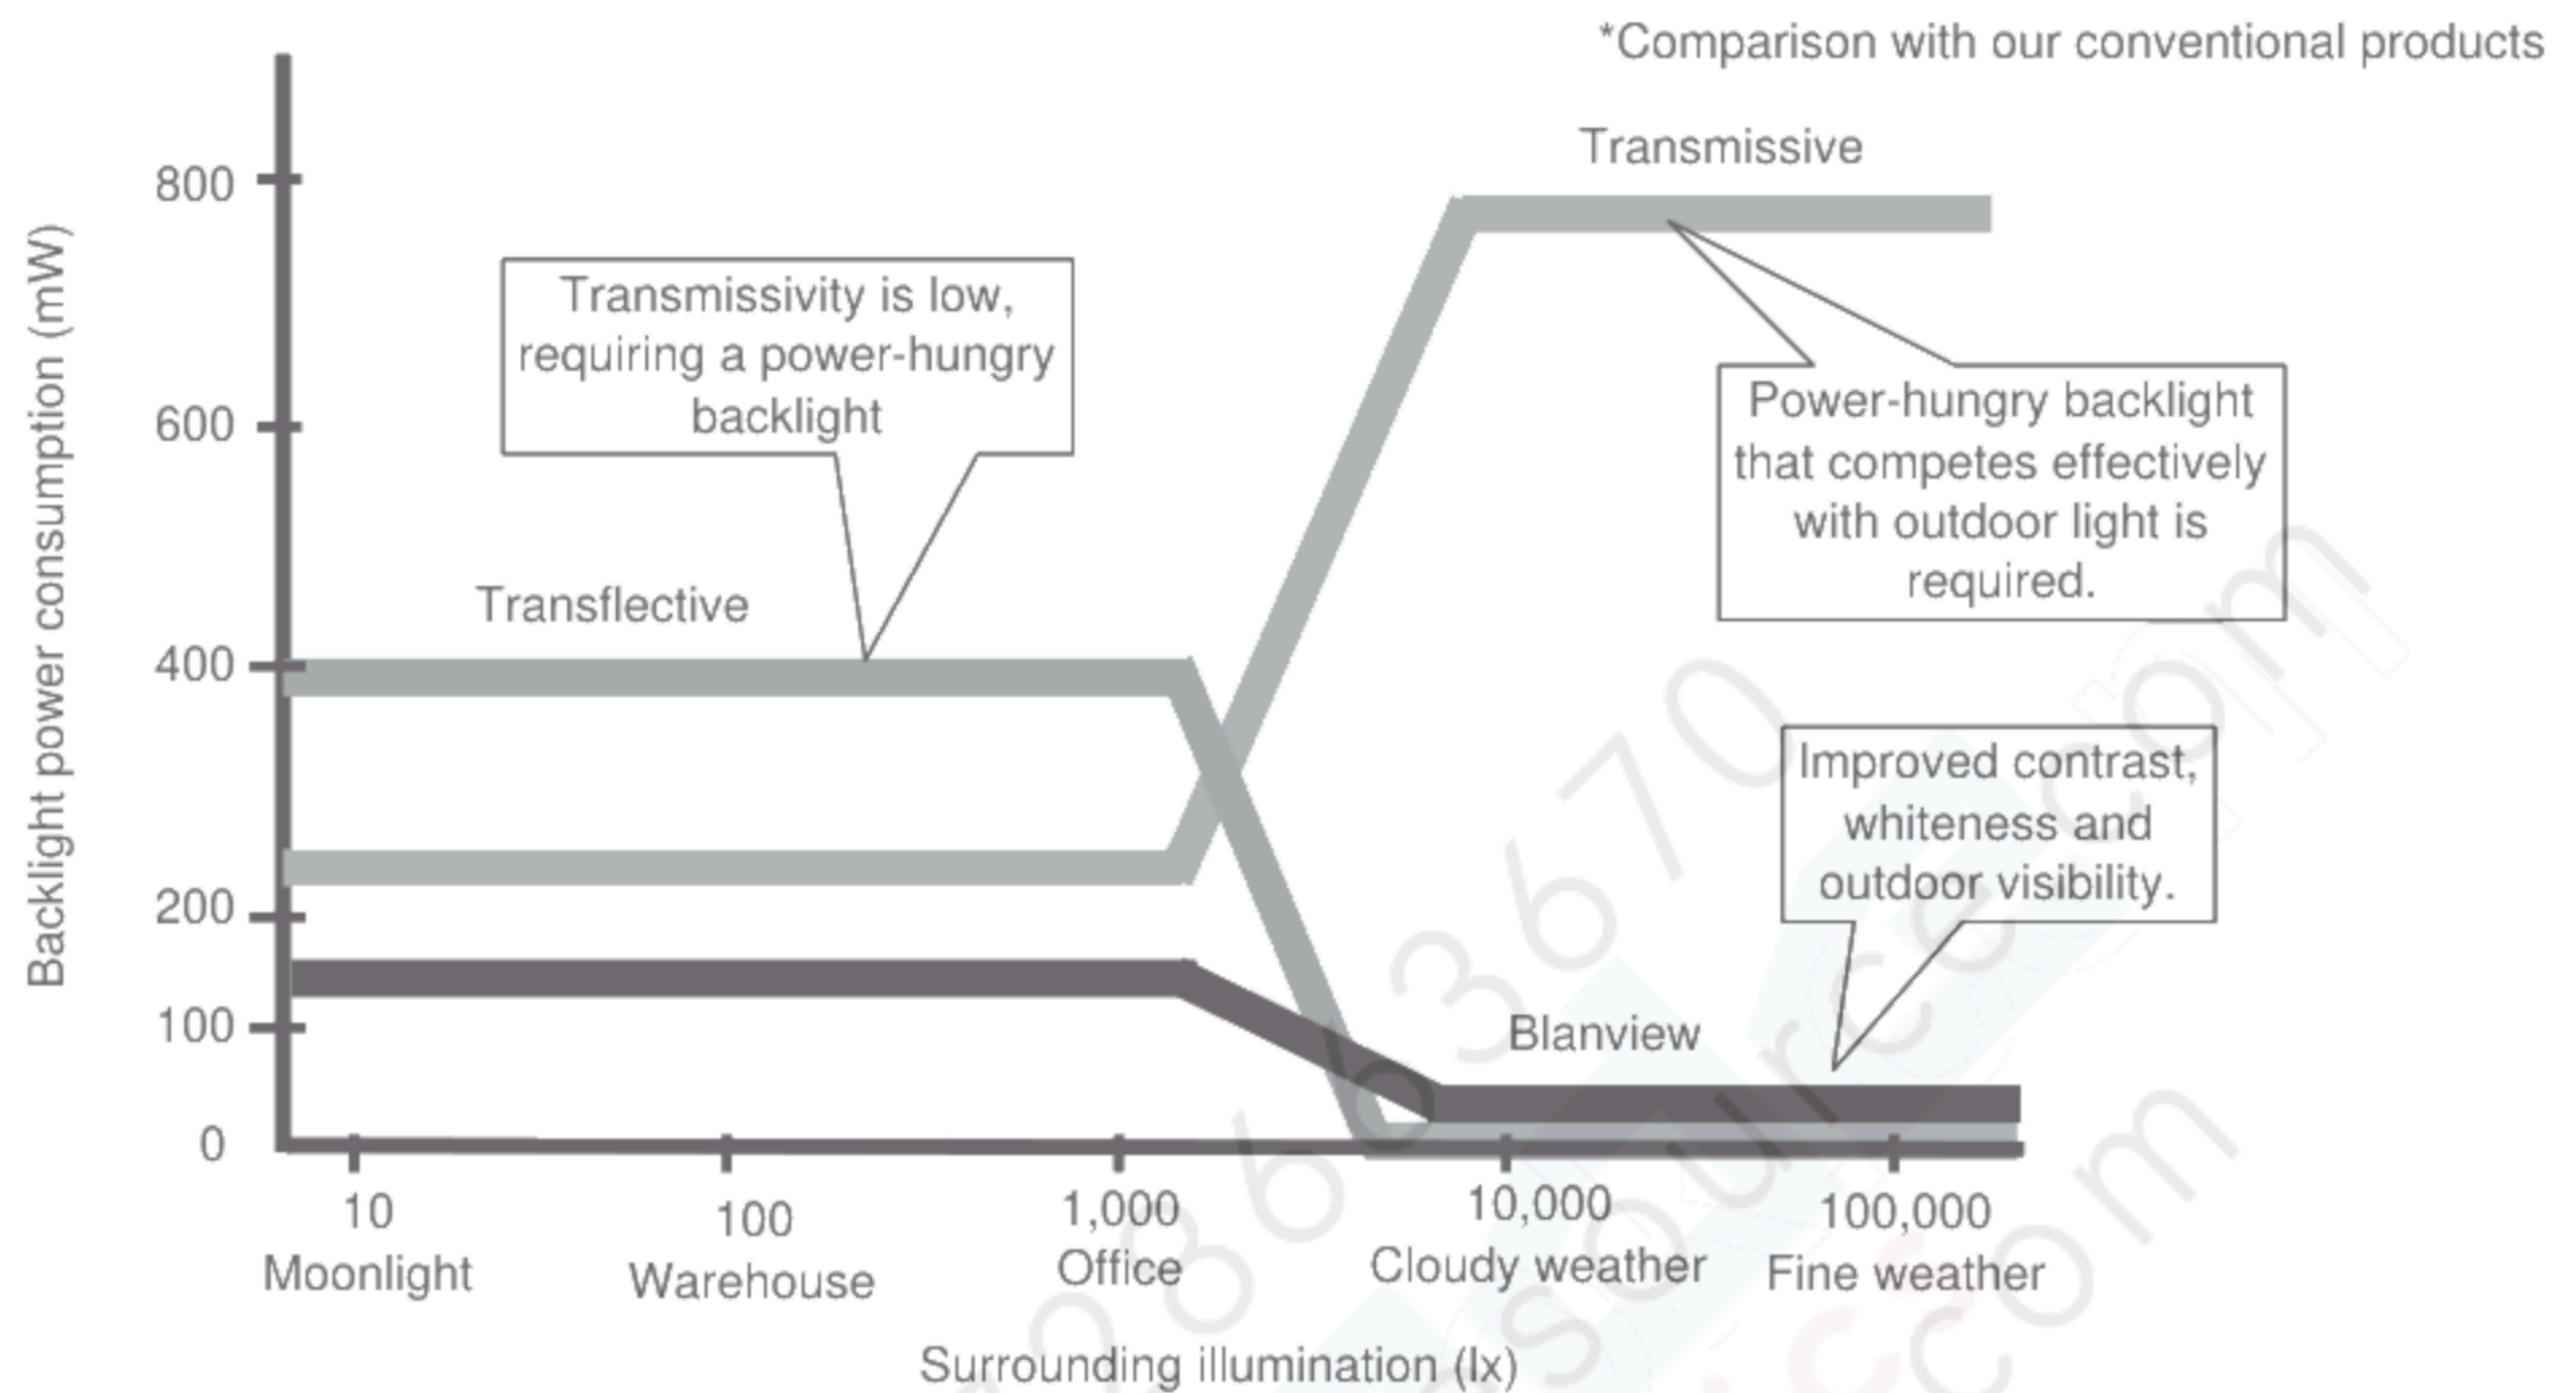 *Comparison with our conventional products
Transmissive
800
Transmissivity is low,
requiring a power-hungry
backlight
Power-hungry backlight
that competes effectively
with outdoor light is
required.
600
Transflective
400
Backlight power consumption (mW)
Improved contrast,
whiteness and
outdoor visibility.
200
100
Blanview
0
10
100
1,000
10,000
100,000
Moonlight
Warehouse
Office
Cloudy weather
Fine weather
Surrounding illumination (lx)